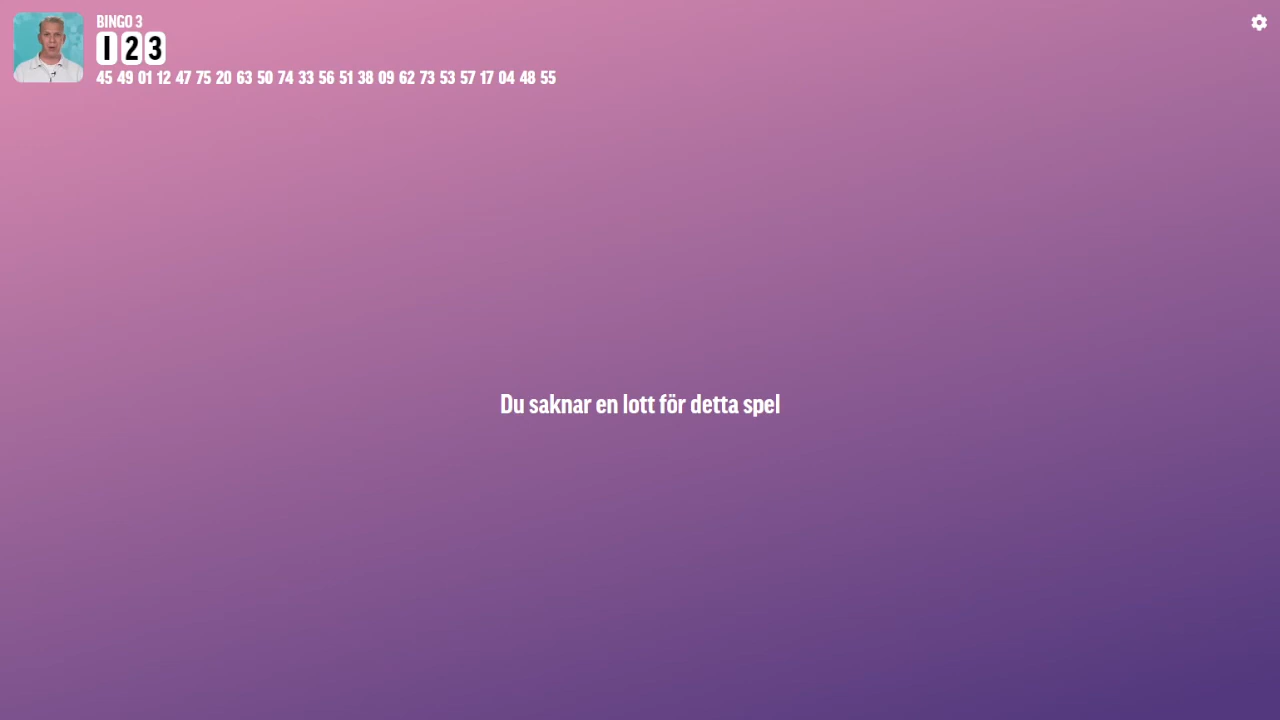 BINGO 3
1 2 3
45 49 01 12 47 75 20 63 50 74 33 56 51 38 09 62 73 53 57 17 04 48 55
Du saknar en lott för detta spel